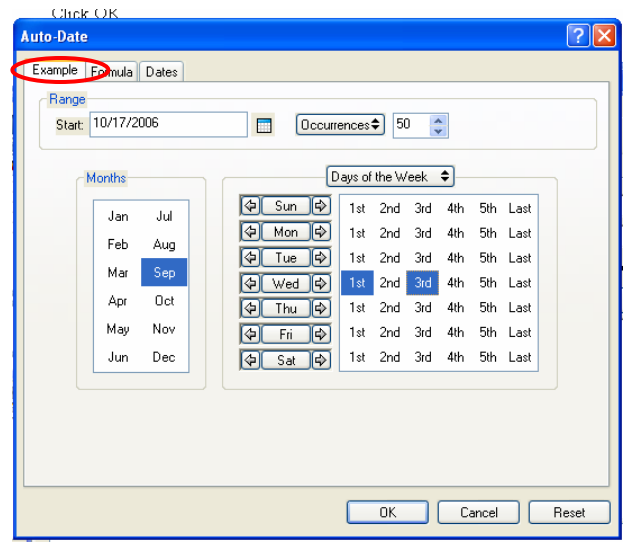 Click OK
Auto-Date
Example Formula Dates
Range
Start: 10/17/2006 Occurrences 50
Months
Days of the Week
Jan Jul
Feb Aug
Mar Sep
Apr Oct
May Nov
Jun Dec
Sun 1st 2nd 3rd 4th 5th Last
Mon 1st 2nd 3rd 4th 5th Last
Tue 1st 2nd 3rd 4th 5th Last
Wed 1st 2nd 3rd 4th 5th Last
Thu 1st 2nd 3rd 4th 5th Last
Fri 1st 2nd 3rd 4th 5th Last
Sat 1st 2nd 3rd 4th 5th Last
OK Cancel Reset